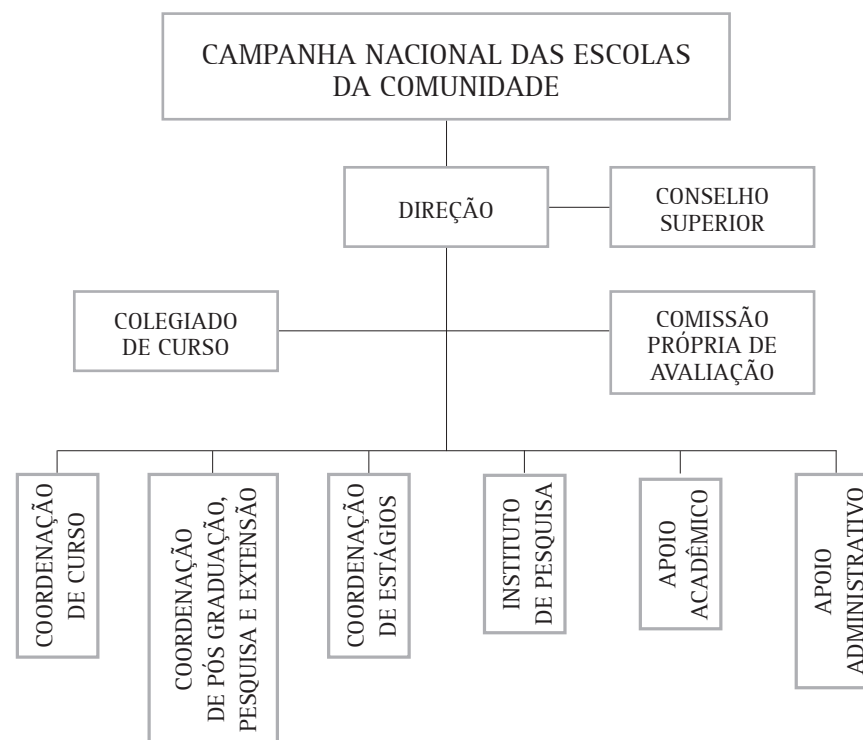 CAMPANHA NACIONAL DAS ESCOLAS
DA COMUNIDADE
DIREÇÃO
CONSELHO
SUPERIOR
COLEGIADO
DE CURSO
COMISSÃO
PRÓPRIA DE
AVALIAÇÃO
COORDENAÇÃO
DE CURSO
COORDENAÇÃO
DE PÓS GRADUAÇÃO,
PESQUISA E EXTENSÃO
COORDENAÇÃO
DE ESTÁGIOS
INSTITUTO
DE PESQUISA
APOIO
ACADÊMICO
APOIO
ADMINISTRATIVO